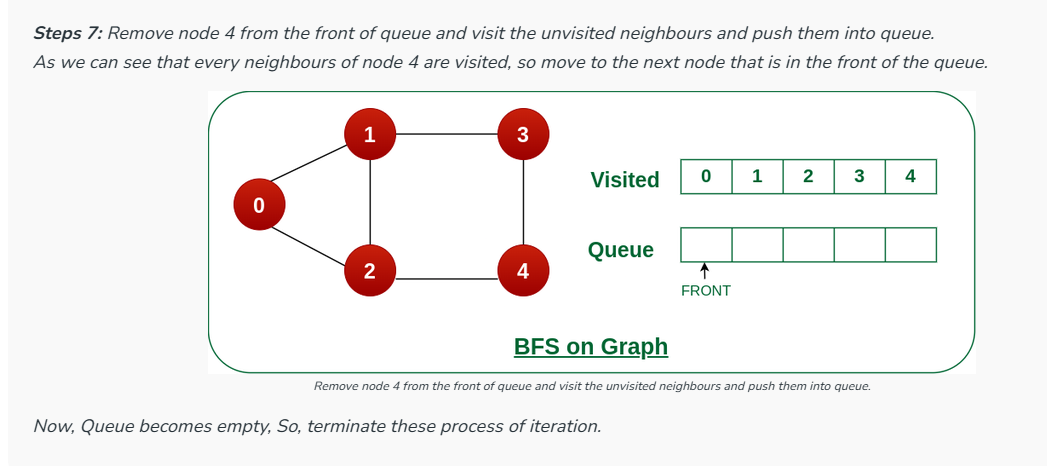 Steps 7: Remove node 4 from the front of queue and visit the unvisited neighbours and push them into queue.
As we can see that every neighbours of node 4 are visited, so move to the next node that is in the front of the queue.
1 3
Visited 0 1 2 3 4
0
Queue
2 4
FRONT
BFS on Graph
Remove node 4 from the front of queue and visit the unvisited neighbours and push them into queue.
Now, Queue becomes empty, So, terminate these process of iteration.